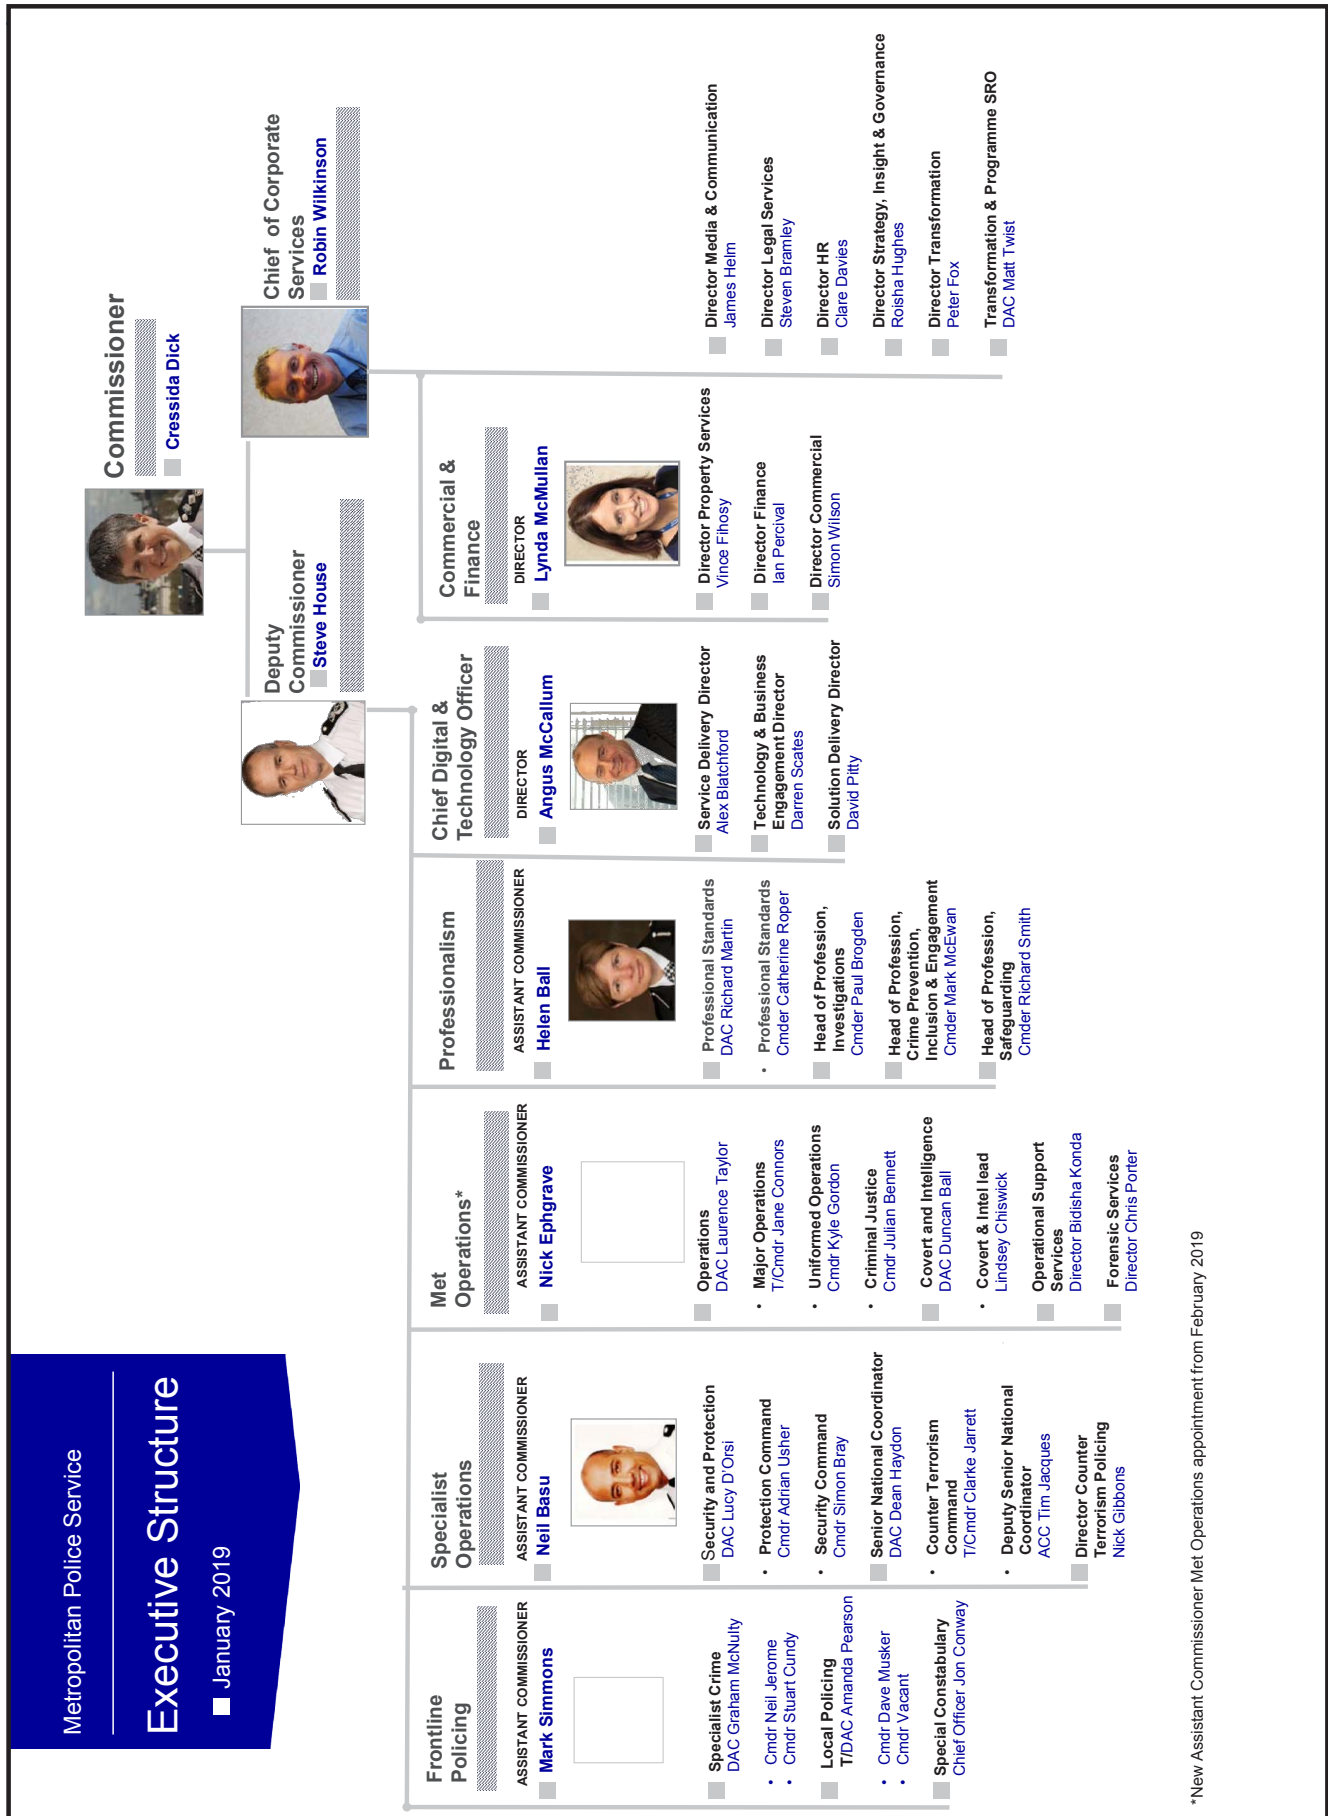 Metropolitan Police Service
Executive Structure
January 2019
Commissioner
Cressida Dick
Deputy
Commissioner
Steve House
Chief of Corporate
Services
Robin Wilkinson
Frontline
Policing
ASSISTANT COMMISSIONER
Mark Simmons
Specialist Crime
DAC Graham McNulty
• Cmdr Neil Jerome
• Cmdr Stuart Cundy
Local Policing
T/DAC Amanda Pearson
• Cmdr Dave Musker
• Cmdr Vacant
Special Constabulary
Chief Officer Jon Conway
Specialist
Operations
ASSISTANT COMMISSIONER
Neil Basu
Security and Protection
DAC Lucy D'Orsi
• Protection Command
Cmdr Adrian Usher
• Security Command
Cmdr Simon Bray
Senior National Coordinator
DAC Dean Haydon
• Counter Terrorism
Command
T/Cmdr Clarke Jarrett
• Deputy Senior National
Coordinator
ACC Tim Jacques
Director Counter
Terrorism Policing
Nick Gibbons
Met
Operations*
ASSISTANT COMMISSIONER
Nick Ephgrave
Operations
DAC Laurence Taylor
• Major Operations
T/Cmdr Jane Connors
• Uniformed Operations
Cmdr Kyle Gordon
• Criminal Justice
Cmdr Julian Bennett
Covert and Intelligence
DAC Duncan Ball
• Covert & Intel lead
Lindsey Chiswick
Operational Support
Services
Director Bidisha Konda
Forensic Services
Director Chris Porter
Professionalism
ASSISTANT COMMISSIONER
Helen Ball
Professional Standards
DAC Richard Martin
• Professional Standards
Cmder Catherine Roper
Head of Profession,
Investigations
Cmder Paul Brogden
Head of Profession,
Crime Prevention,
Inclusion & Engagement
Cmder Mark McEwan
Head of Profession,
Safeguarding
Cmder Richard Smith
Chief Digital &
Technology Officer
DIRECTOR
Angus McCallum
Service Delivery Director
Alex Blatchford
Technology & Business
Engagement Director
Darren Scates
Solution Delivery Director
David Pitty
Commercial &
Finance
DIRECTOR
Lynda McMullan
Director Property Services
Vince Fihosy
Director Finance
Ian Percival
Director Commercial
Simon Wilson
Director Media & Communication
James Helm
Director Legal Services
Steven Bramley
Director HR
Clare Davies
Director Strategy, Insight & Governance
Roisha Hughes
Director Transformation
Peter Fox
Transformation & Programme SRO
DAC Matt Twist
*New Assistant Commissioner Met Operations appointment from February 2019